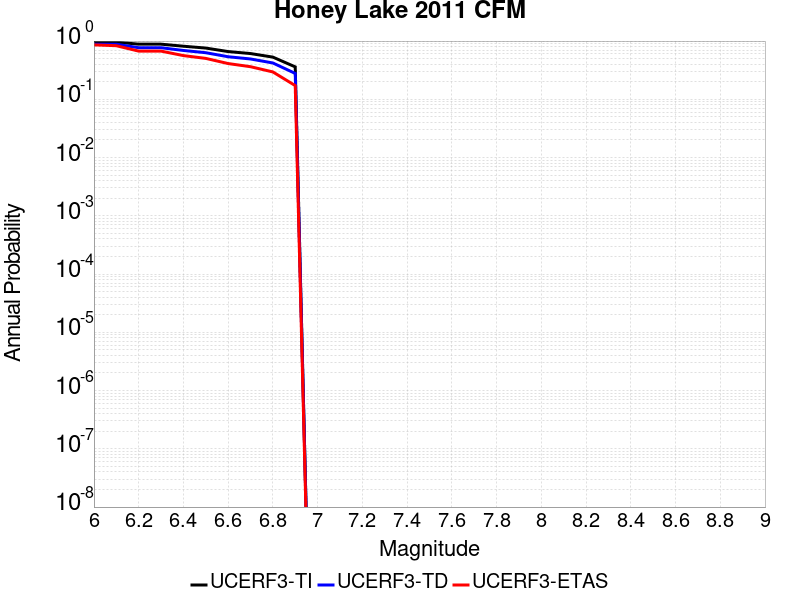 Honey Lake 2011 CFM
10^0
10^-1
10^-2
10^-3
10^-4
10^-5
10^-6
10^-7
10^-8
Annual Probability
6 6.2 6.4 6.6 6.8 7 7.2 7.4 7.6 7.8 8 8.2 8.4 8.6 8.8 9
Magnitude
UCERF3-TI UCERF3-TD UCERF3-ETAS